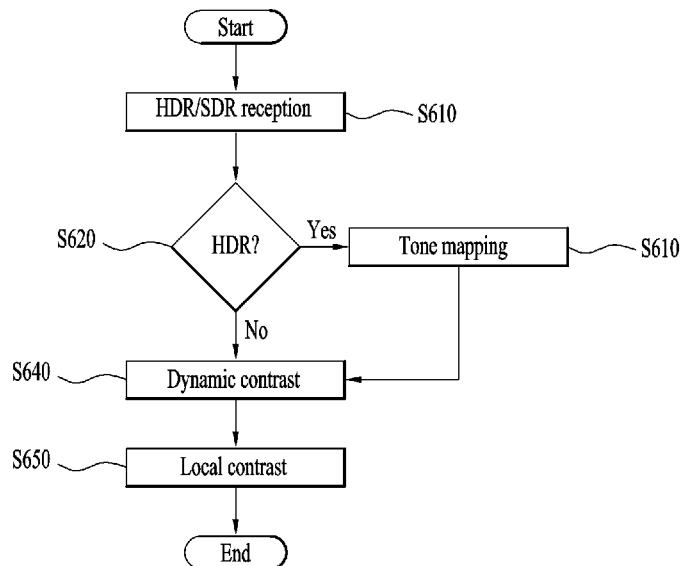 Start
HDR/SDR reception
S610
S620
HDR?
Yes
Tone mapping
S610
No
S640
Dynamic contrast
S650
Local contrast
End